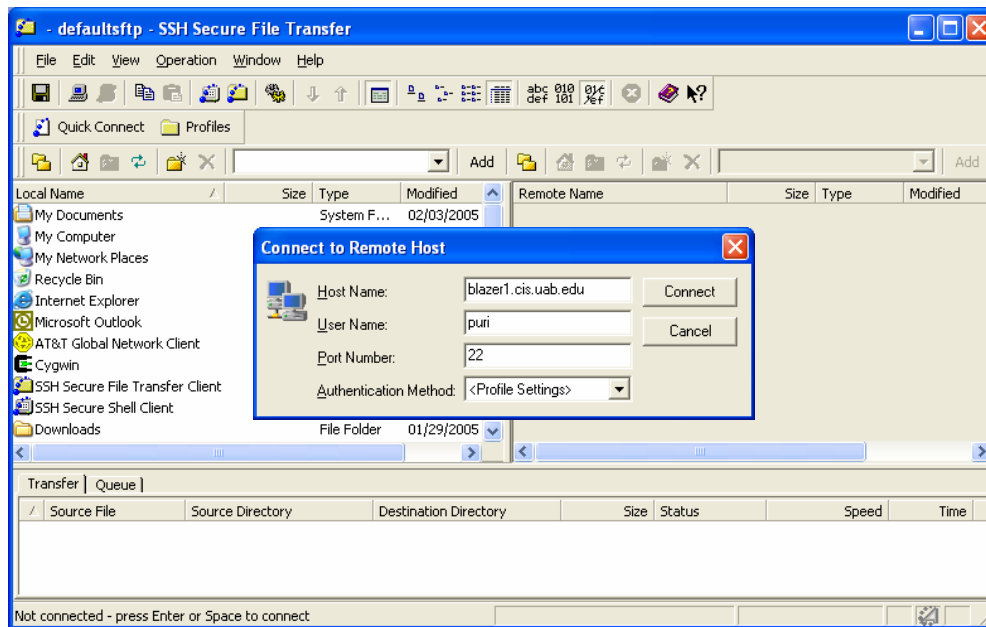 - defaultsftp - SSH Secure File Transfer
File Edit View Operation Window Help
abc def 010 101
Quick Connect Profiles
Add Add
Local Name / Size Type Modified Remote Name Size Type Modified
My Documents System F... 02/03/2005
My Computer
My Network Places
Recycle Bin
Internet Explorer
Microsoft Outlook
AT&T Global Network Client
Cygwin
SSH Secure File Transfer Client
SSH Secure Shell Client
Downloads File Folder 01/29/2005
Connect to Remote Host
Host Name: blazer1.cis.uab.edu Connect
User Name: puri Cancel
Port Number: 22
Authentication Method: <Profile Settings>
Transfer Queue
/ Source File Source Directory Destination Directory Size Status Speed Time
Not connected - press Enter or Space to connect